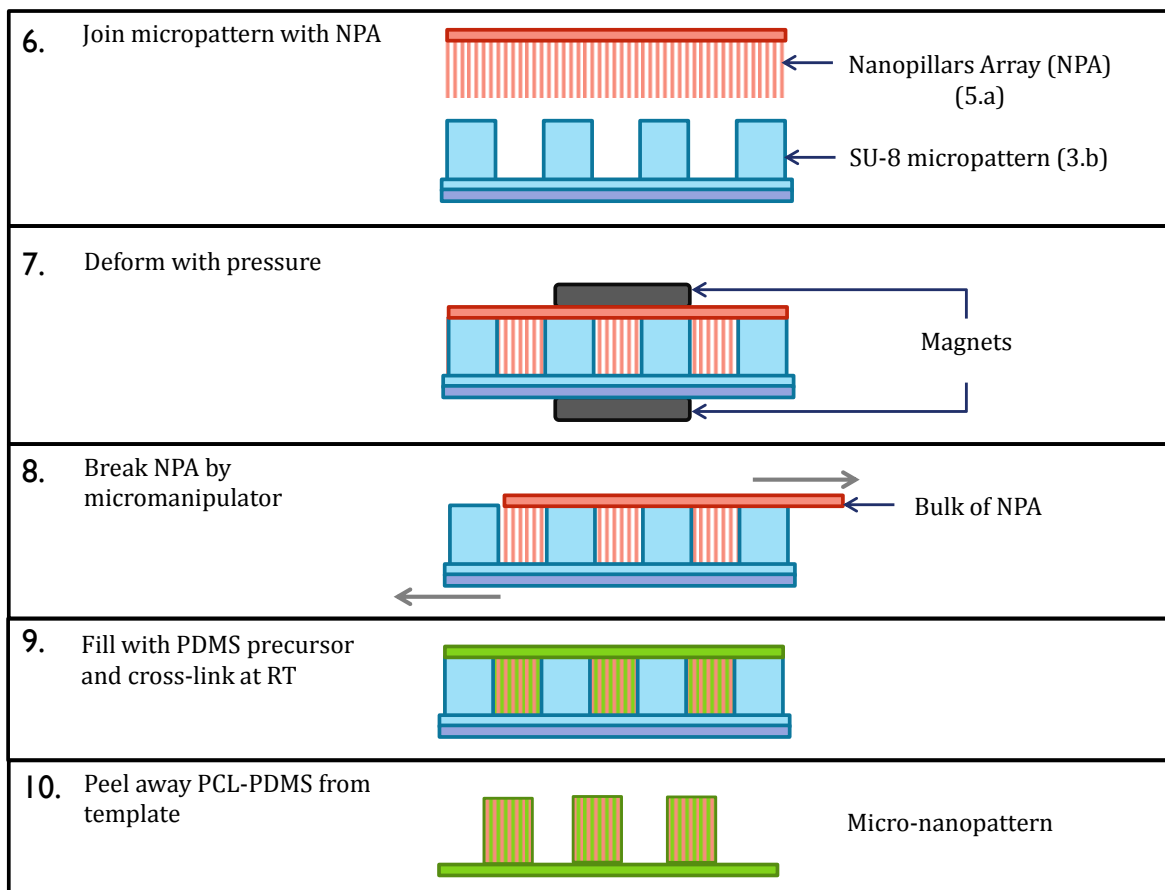 6.
Join micropattern with NPA
Nanopillars Array (NPA)
(5.a)
SU-8 micropattern (3.b)
7.
Deform with pressure
Magnets
8.
Break NPA by
micromanipulator
Bulk of NPA
9.
Fill with PDMS precursor
and cross-link at RT
10.
Peel away PCL-PDMS from
template
Micro-nanopattern